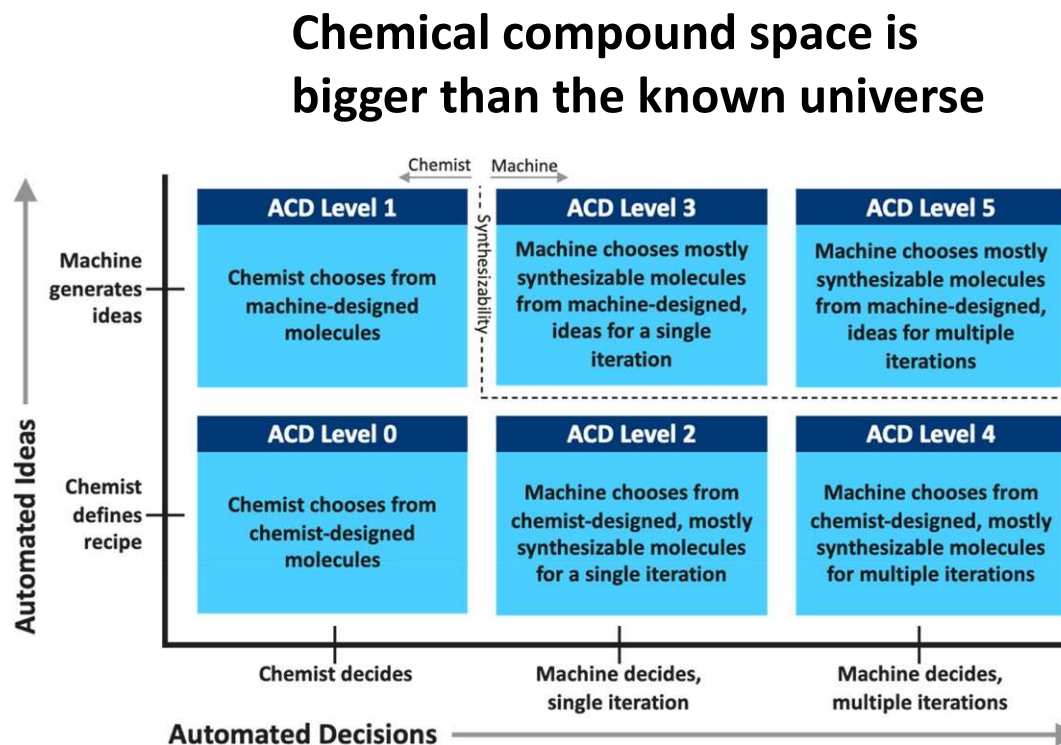 Chemical compound space is
bigger than the known universe
Chemist
Machine
Synthesizability
Automated Ideas
Machine
generates
ideas
ACD Level 1
Chemist chooses from
machine-designed
molecules
ACD Level 3
Machine chooses mostly
synthesizable molecules
from machine-designed,
ideas for a single
iteration
ACD Level 5
Machine chooses mostly
synthesizable molecules
from machine-designed,
ideas for multiple
iterations
Chemist
defines
recipe
ACD Level 0
Chemist chooses from
chemist-designed
molecules
ACD Level 2
Machine chooses from
chemist-designed, mostly
synthesizable molecules
for a single iteration
ACD Level 4
Machine chooses from
chemist-designed, mostly
synthesizable molecules
for multiple iterations
Chemist decides
Machine decides,
single iteration
Machine decides,
multiple iterations
Automated Decisions